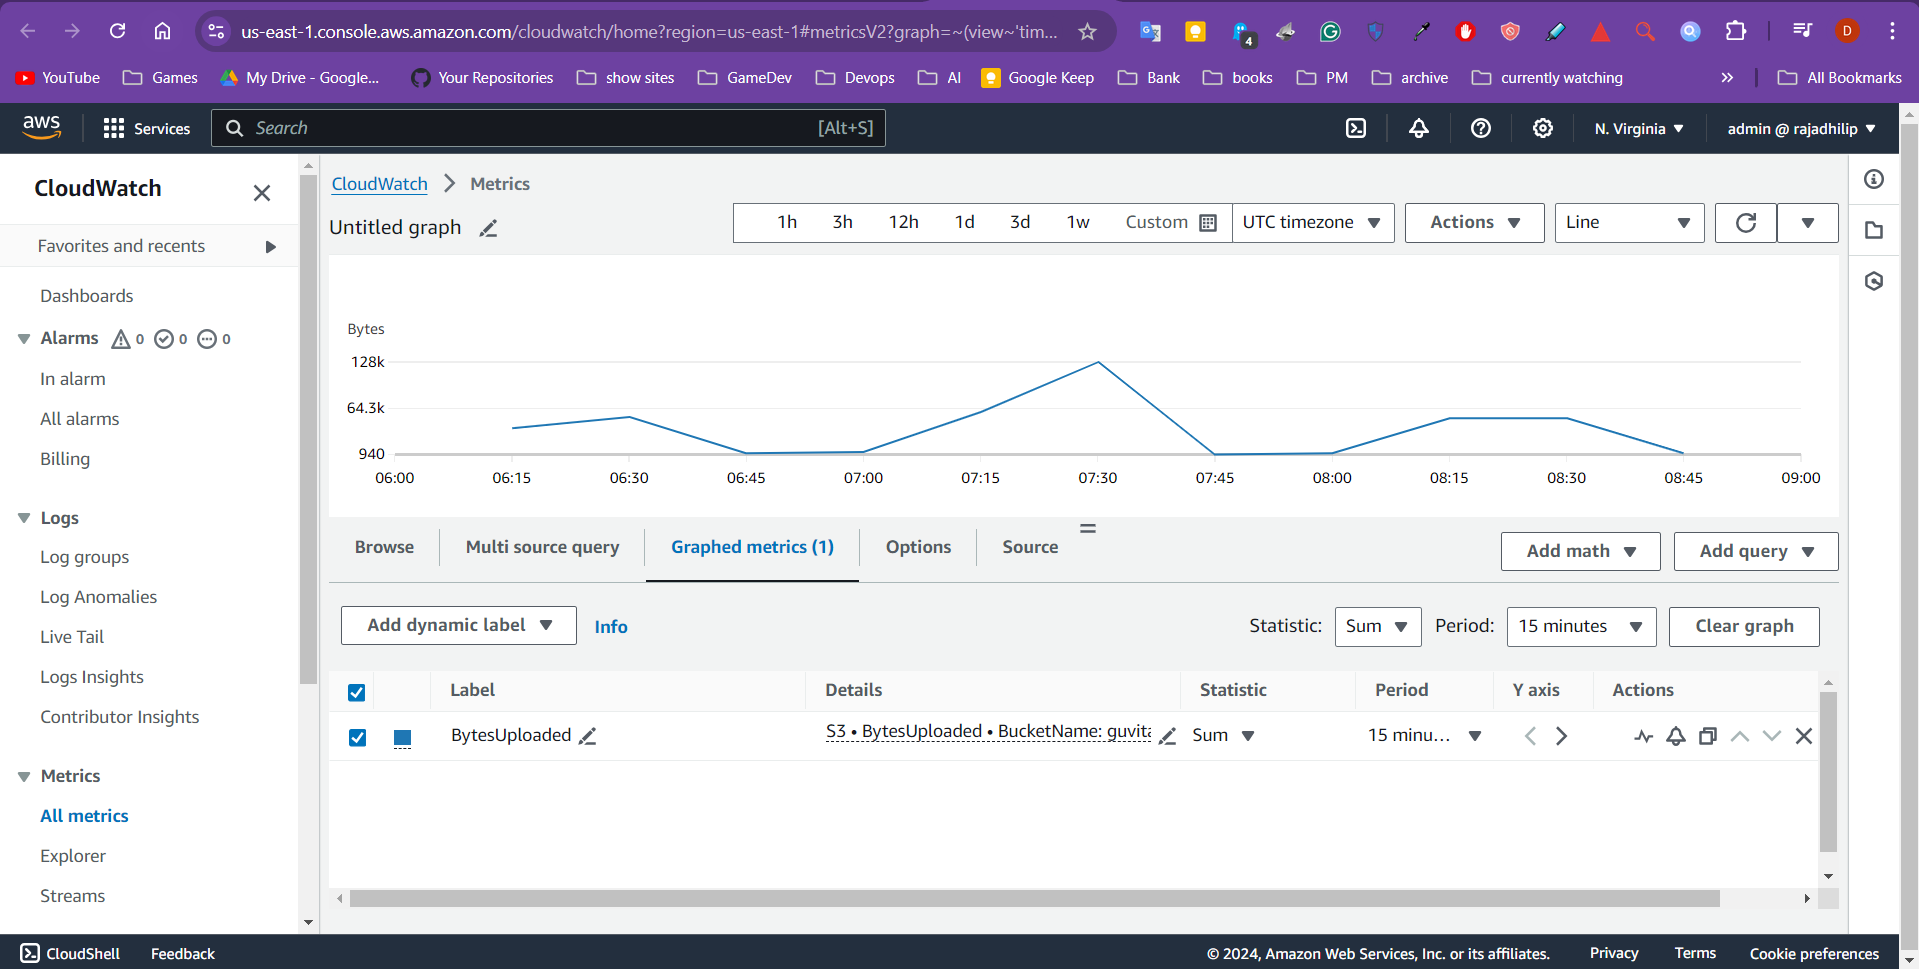 us-east-1.console.aws.amazon.com/cloudwatch/home?region=us-east-1#metricsV2?graph=~(view~'tim...
4
D
YouTube Games My Drive - Google... Your Repositories show sites GameDev Devops AI Google Keep Bank books PM archive currently watching » All Bookmarks
aws Services Search [Alt+S] N. Virginia admin @ rajadhilip
CloudWatch
Favorites and recents
Dashboards
Alarms 0 0 0
In alarm
All alarms
Billing
Logs
Log groups
Log Anomalies
Live Tail
Logs Insights
Contributor Insights
Metrics
All metrics
Explorer
Streams
CloudWatch > Metrics
Untitled graph
1h 3h 12h 1d 3d 1w Custom UTC timezone Actions Line
Bytes
128k
64.3k
940
06:00 06:15 06:30 06:45 07:00 07:15 07:30 07:45 08:00 08:15 08:30 08:45 09:00
Browse Multi source query Graphed metrics (1) Options Source Add math Add query
Add dynamic label Info Statistic: Sum Period: 15 minutes Clear graph
Label Details Statistic Period Y axis Actions
BytesUploaded S3 • BytesUploaded • BucketName: guvita Sum 15 minu...
CloudShell Feedback © 2024, Amazon Web Services, Inc. or its affiliates. Privacy Terms Cookie preferences